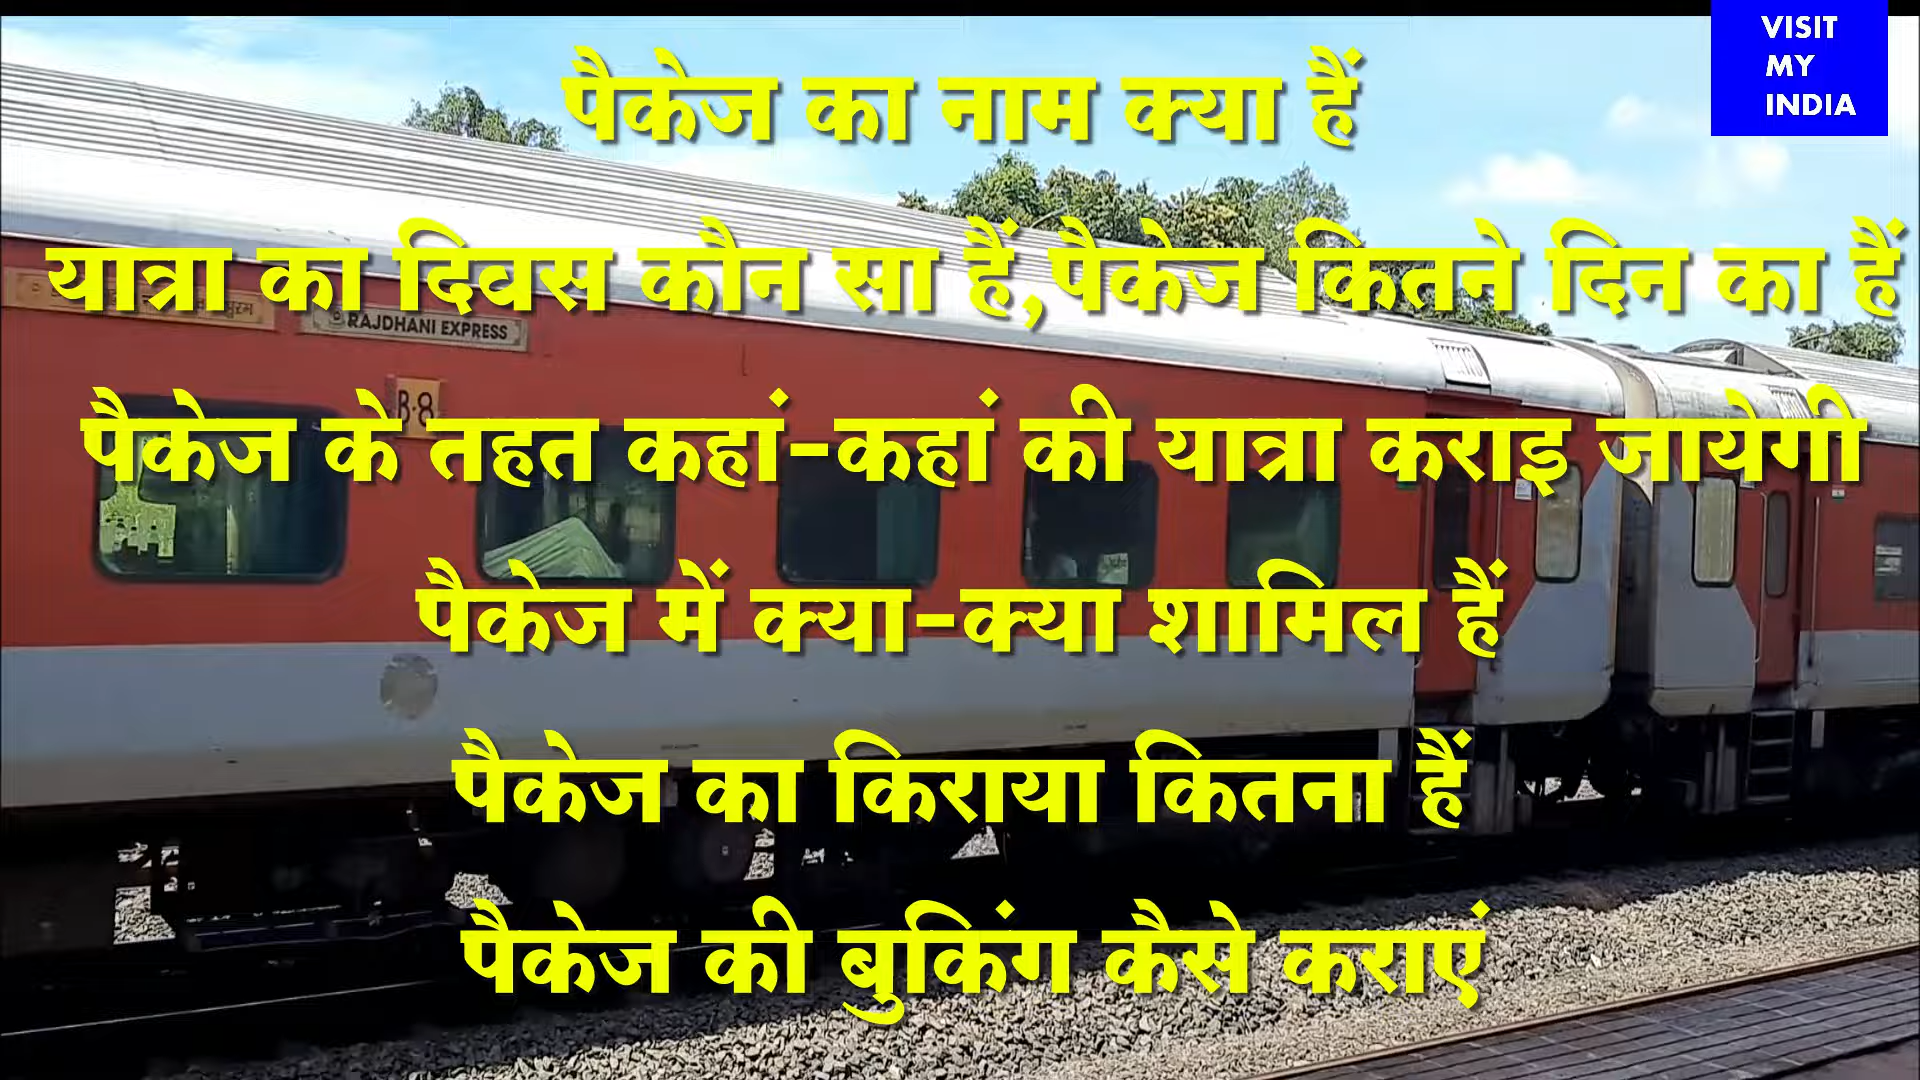 VISIT
MY
INDIA
पैकेज का नाम क्या हैं
यात्रा का दिवस कौन सा हैं,पैकेज कितने दिन का हैं
RAJDHANI EXPRESS
B-8
पैकेज के तहत कहां-कहां की यात्रा कराइ जायेगी
पैकेज में क्या-क्या शामिल हैं
पैकेज का किराया कितना हैं
पैकेज की बुकिंग कैसे कराएं